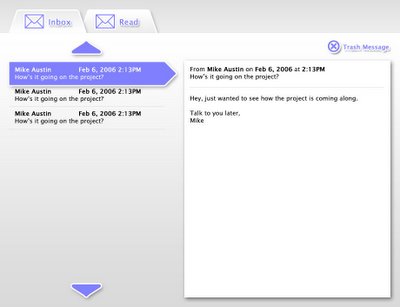 Inbox Read
Trash Message
Mike Austin Feb 6, 2006 2:13PM
How's it going on the project?
Mike Austin Feb 6, 2006 2:13PM
How's it going on the project?
Mike Austin Feb 6, 2006 2:13PM
How's it going on the project?
From Mike Austin on Feb 6, 2006 at 2:13PM
How's it going on the project?
Hey, just wanted to see how the project is coming along.
Talk to you later,
Mike